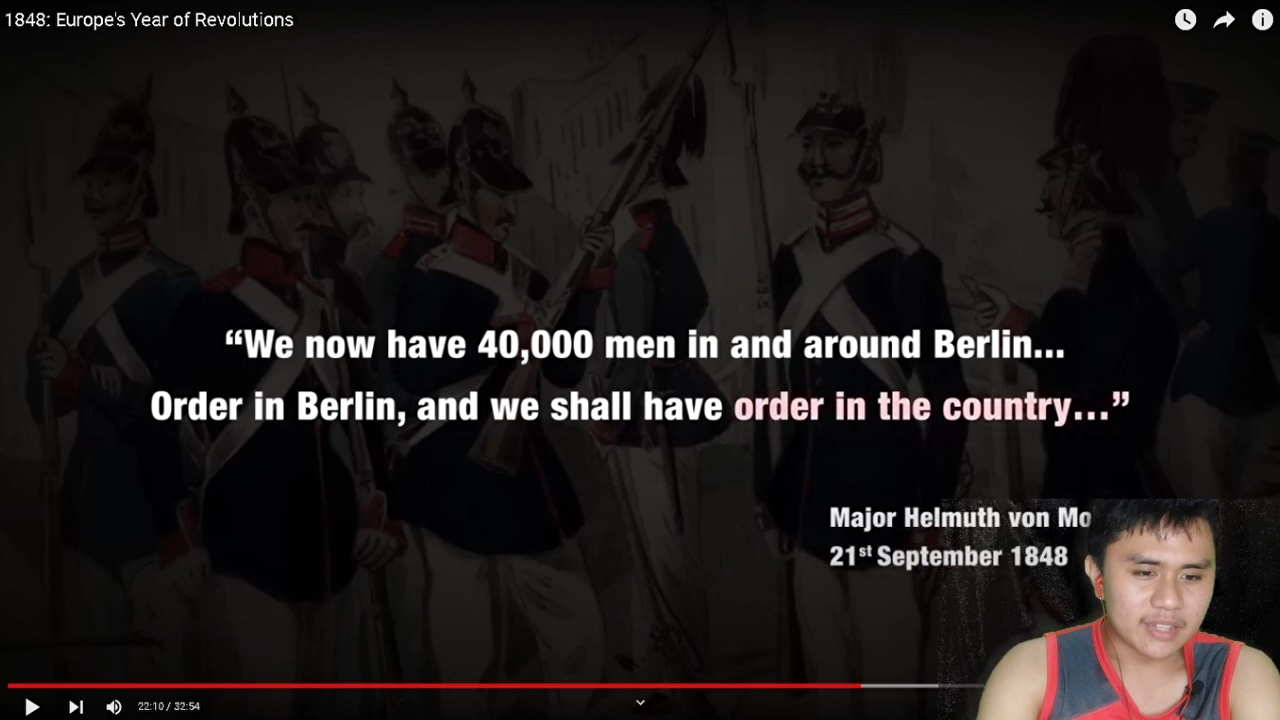 1848: Europe's Year of Revolutions
“We now have 40,000 men in and around Berlin...
Order in Berlin, and we shall have order in the country...”
Major Helmuth von Mo
21st September 1848
22:10 / 32:54